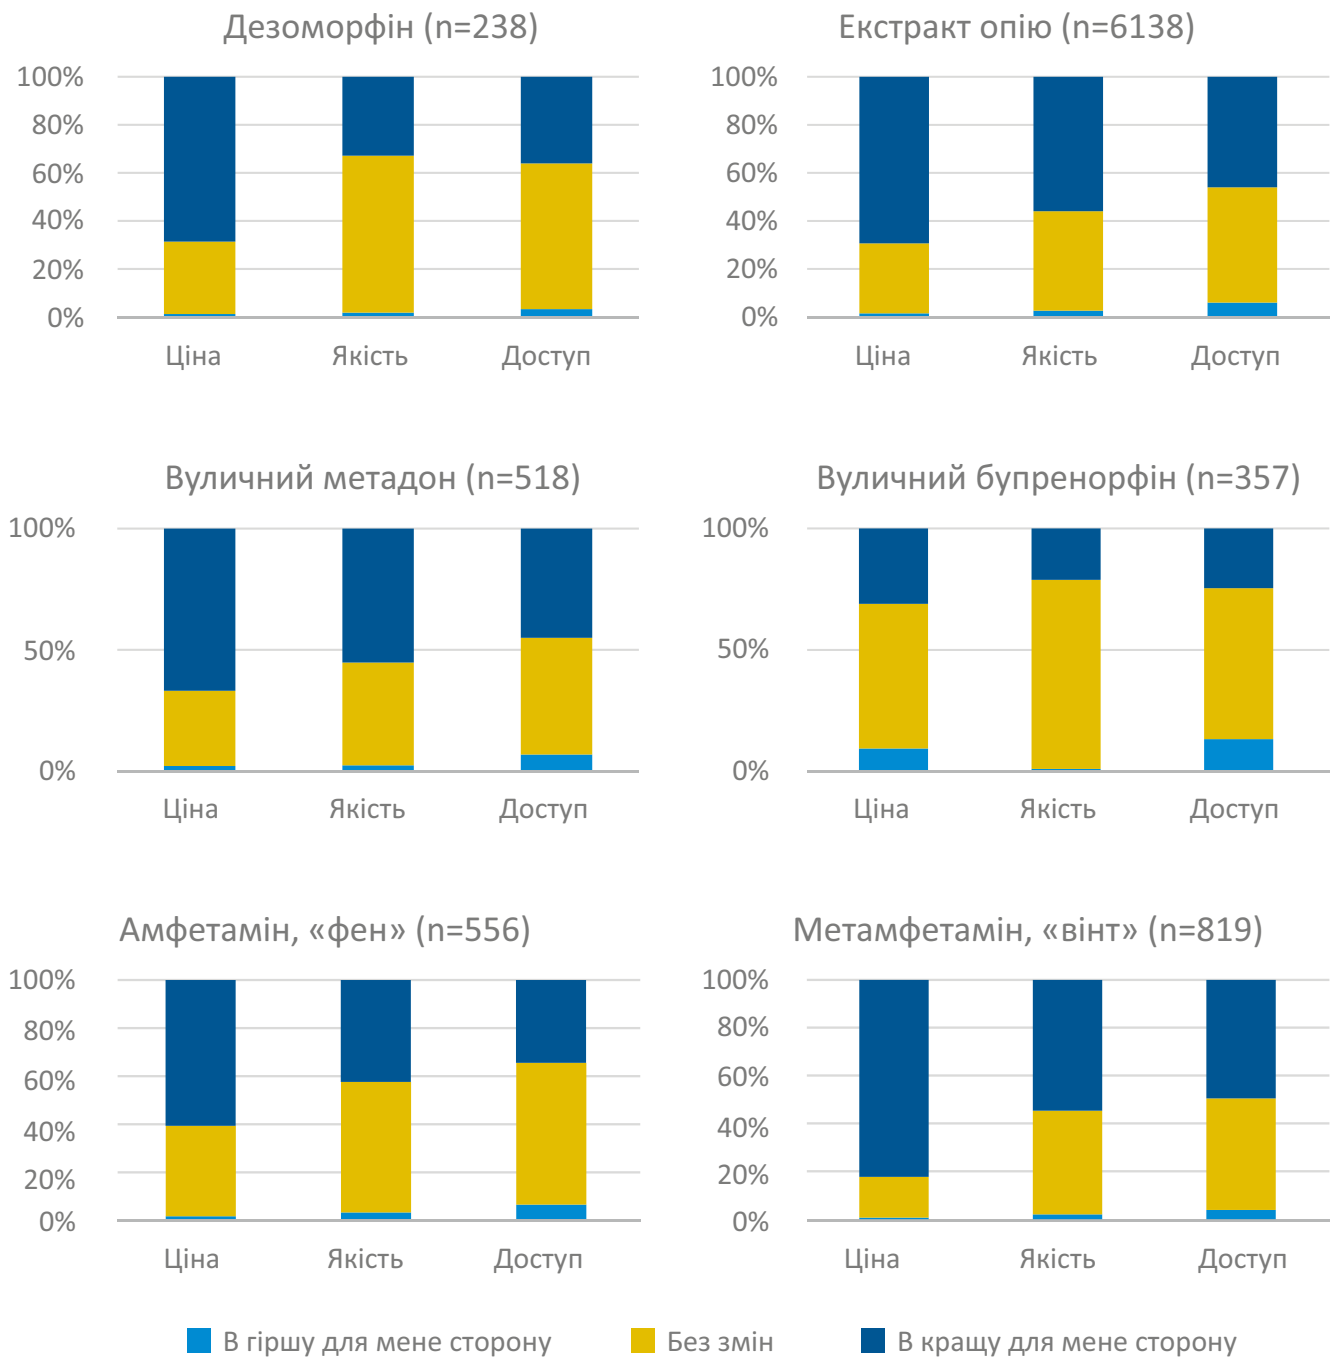 Дезоморфін (n=238)
100%
80%
60%
40%
20%
0%
Ціна Якість Доступ
Екстракт опію (n=6138)
100%
80%
60%
40%
20%
0%
Ціна Якість Доступ
Вуличний метадон (n=518)
100%
50%
0%
Ціна Якість Доступ
Вуличний бупренорфін (n=357)
100%
50%
0%
Ціна Якість Доступ
Амфетамін, «фен» (n=556)
100%
80%
60%
40%
20%
0%
Ціна Якість Доступ
Метамфетамін, «вінт» (n=819)
100%
80%
60%
40%
20%
0%
Ціна Якість Доступ
В гіршу для мене сторону Без змін В кращу для мене сторону